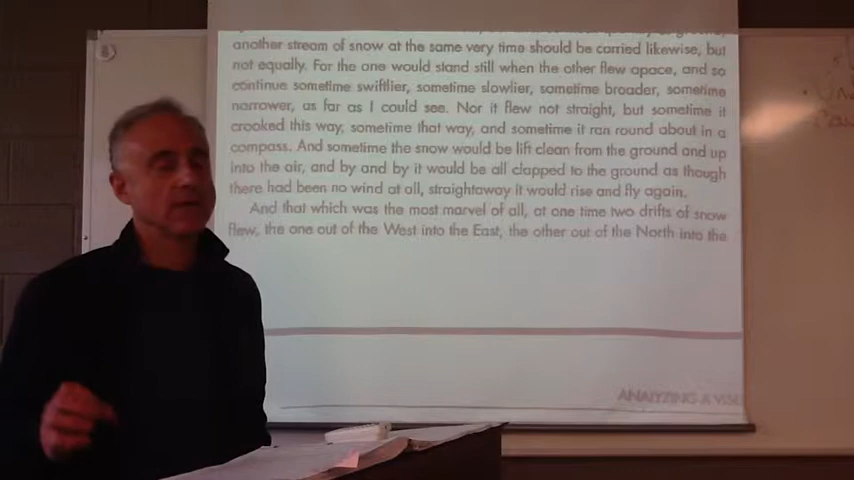 another stream of snow at the same very time should be carried likewise, but
not equally. For the one would stand still when the other flew apace, and so
continue sometime swiftlier, sometime slowlier, sometime broader, sometime
narrower, as far as I could see. Nor it flew not straight, but sometime it
crooked this way, sometime that way, and sometime it ran round about in a
compass. And sometime the snow would be lift clean from the ground and up
into the air, and by and by it would be all clapped to the ground as though
there had been no wind at all, straightaway it would rise and fly again.
And that which was the most marvel of all, at one time two drifts of snow
flew, the one out of the West into the East, the other out of the North into the
ANALYZING A